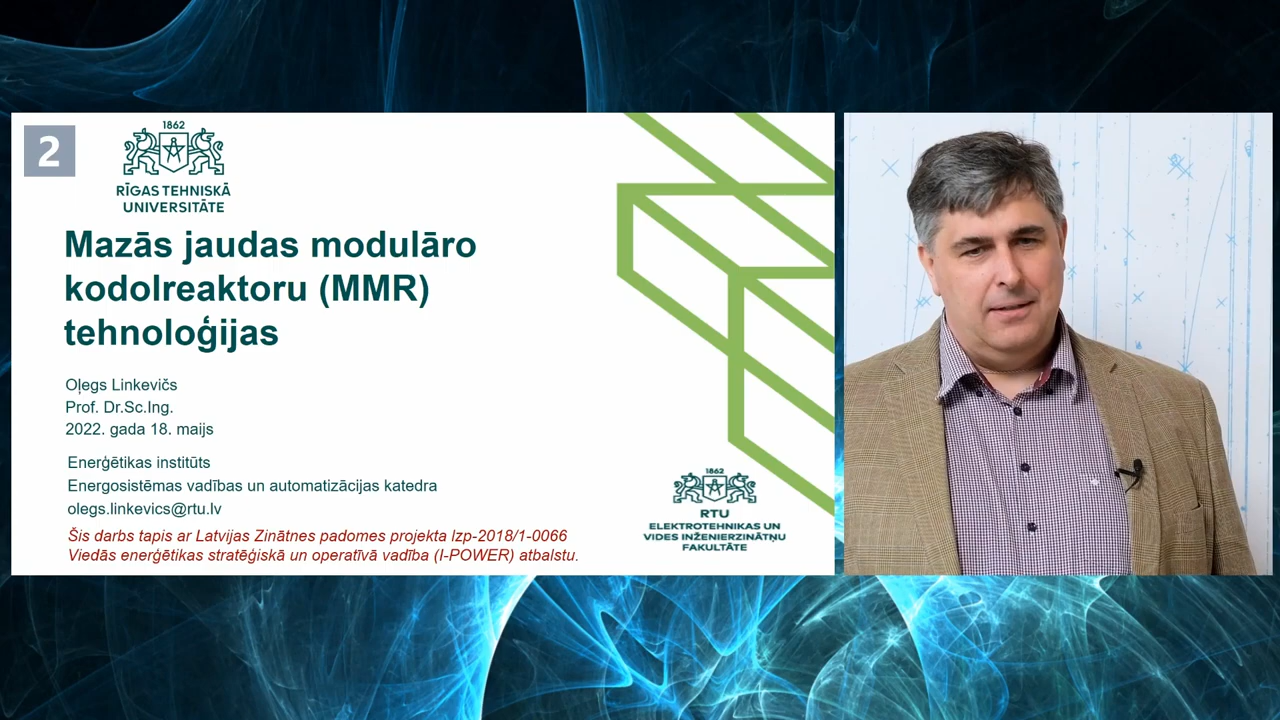 2
1862
RĪGAS TEHNISKĀ
UNIVERSITĀTE
Mazās jaudas modulāro
kodolreaktoru (MMR)
tehnoloģijas
Oļegs Linkevičs
Prof. Dr.Sc.Ing.
2022. gada 18. maijs
Enerģētikas institūts
Energosistēmas vadības un automatizācijas katedra
olegs.linkevics@rtu.lv
Šis darbs tapis ar Latvijas Zinātnes padomes projekta lzp-2018/1-0066
Viedās enerģētikas stratēģiskā un operatīvā vadība (I-POWER) atbalstu.
1862
RTU
ELEKTROTEHNIKAS UN
VIDES INŽENIERZINĀTŅU
FAKULTĀTE